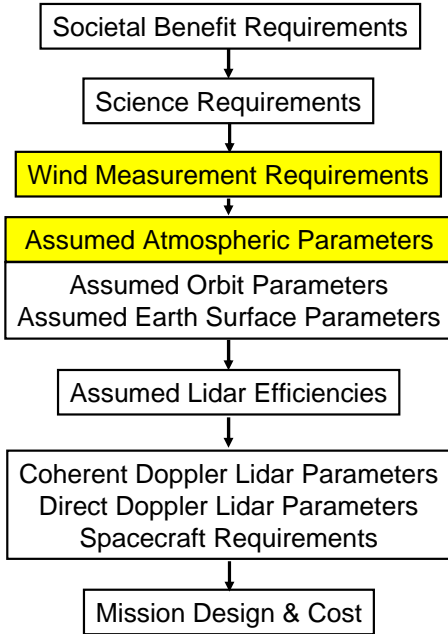 Societal Benefit Requirements
Science Requirements
Wind Measurement Requirements
Assumed Atmospheric Parameters
Assumed Orbit Parameters
Assumed Earth Surface Parameters
Assumed Lidar Efficiencies
Coherent Doppler Lidar Parameters
Direct Doppler Lidar Parameters
Spacecraft Requirements
Mission Design & Cost